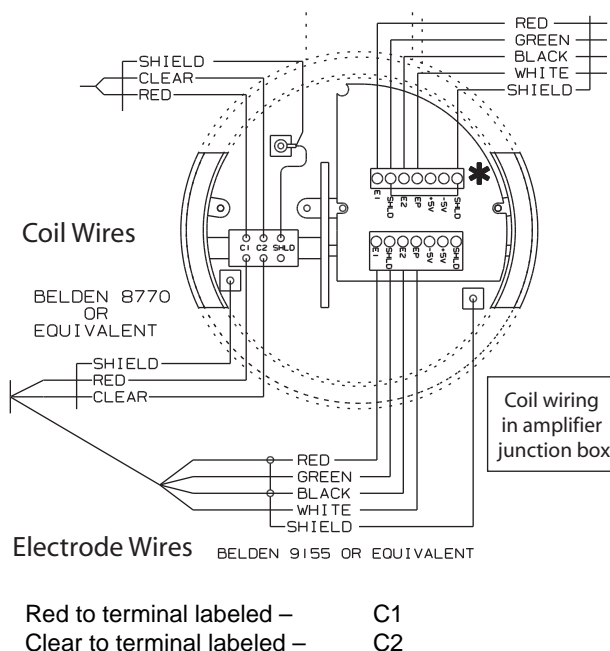 RED
GREEN
BLACK
WHITE
SHIELD
SHIELD
CLEAR
RED
E1
SHLD
E2
EP
+5V
-5V
SHLD
*
C1 C2 SHLD
E1
SHLD
E2
EP
-5V
+5V
SHLD
Coil Wires
BELDEN 8770
OR
EQUIVALENT
SHIELD
RED
CLEAR
Coil wiring
in amplifier
junction box
RED
GREEN
BLACK
WHITE
SHIELD
Electrode Wires
BELDEN 9155 OR EQUIVALENT
Red to terminal labeled – C1
Clear to terminal labeled – C2